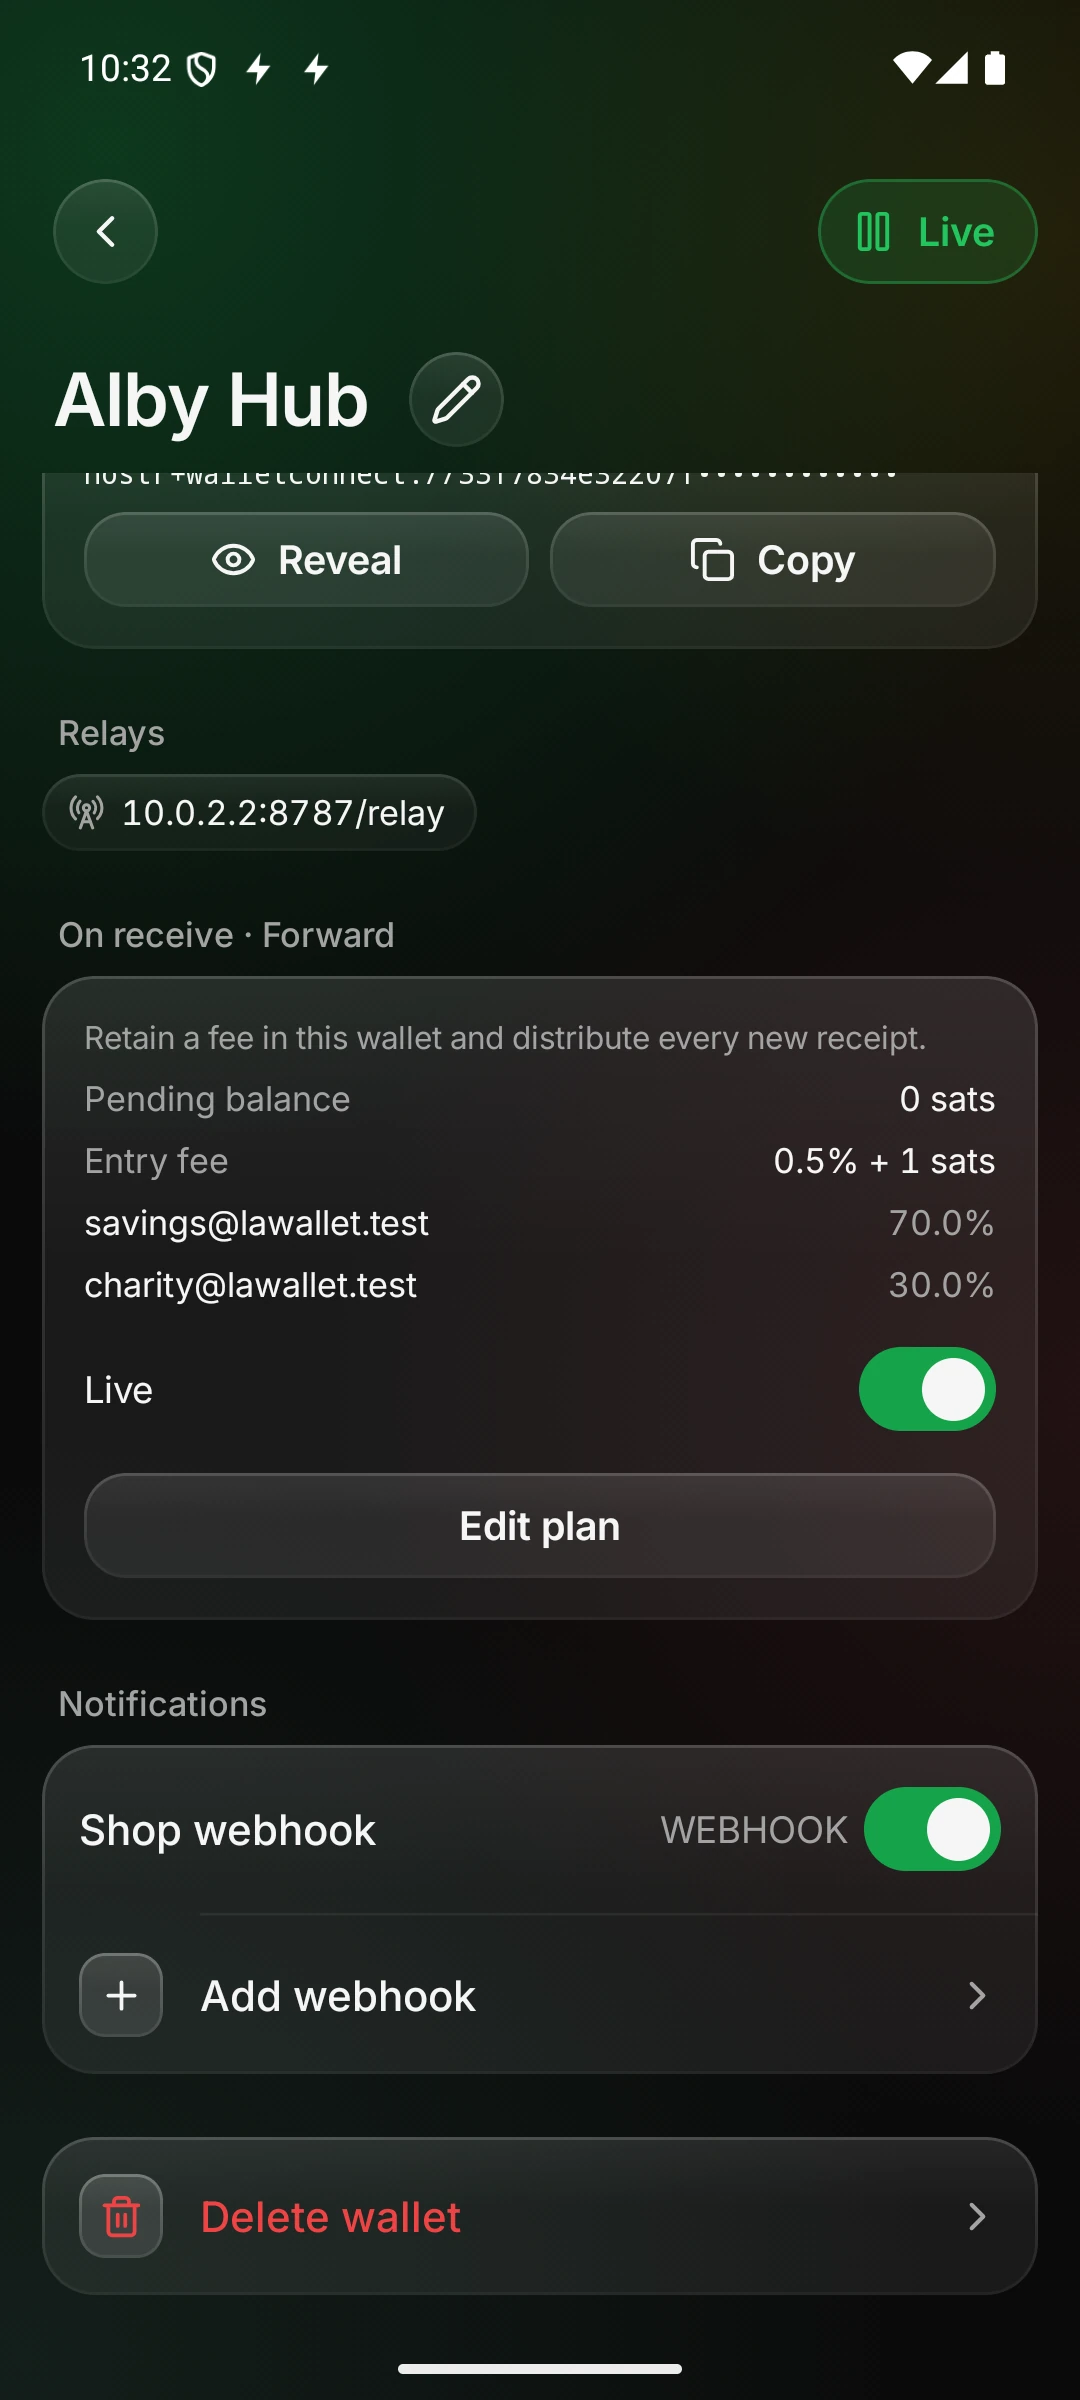 10:32
Live
Alby Hub
Reveal
Copy
Relays
10.0.2.2:8787/relay
On receive · Forward
Retain a fee in this wallet and distribute every new receipt.
Pending balance
0 sats
Entry fee
0.5% + 1 sats
savings@lawallet.test
70.0%
charity@lawallet.test
30.0%
Live
Edit plan
Notifications
Shop webhook
WEBHOOK
Add webhook
Delete wallet